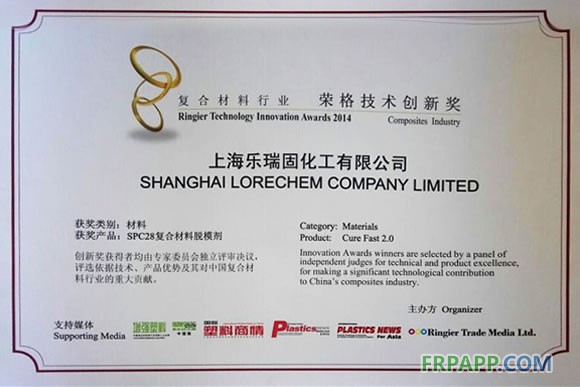 复合材料行业 荣格技术创新奖
Ringier Technology Innovation Awards 2014 Composites Industry
上海乐瑞固化工有限公司
SHANGHAI LORECHEM COMPANY LIMITED
获奖类别: 材料
获奖产品: SPC28复合材料脱模剂
创新奖获得者均由专家委员会独立评审决议,
评选依据技术、产品优势及其对中国复合材
料行业的重大贡献。
Category: Materials
Product: Cure Fast 2.0
Innovation Awards winners are selected by a panel of
independent judges for technical and product excellence,
for making a significant technological contribution
to China's composites industry.
主办方 Organizer
支持媒体
Supporting Media
增强塑料
塑料商情
Plastics
PLASTICS NEWS
For Asia
Ringier Trade Media Ltd.
FRPAPP.COM